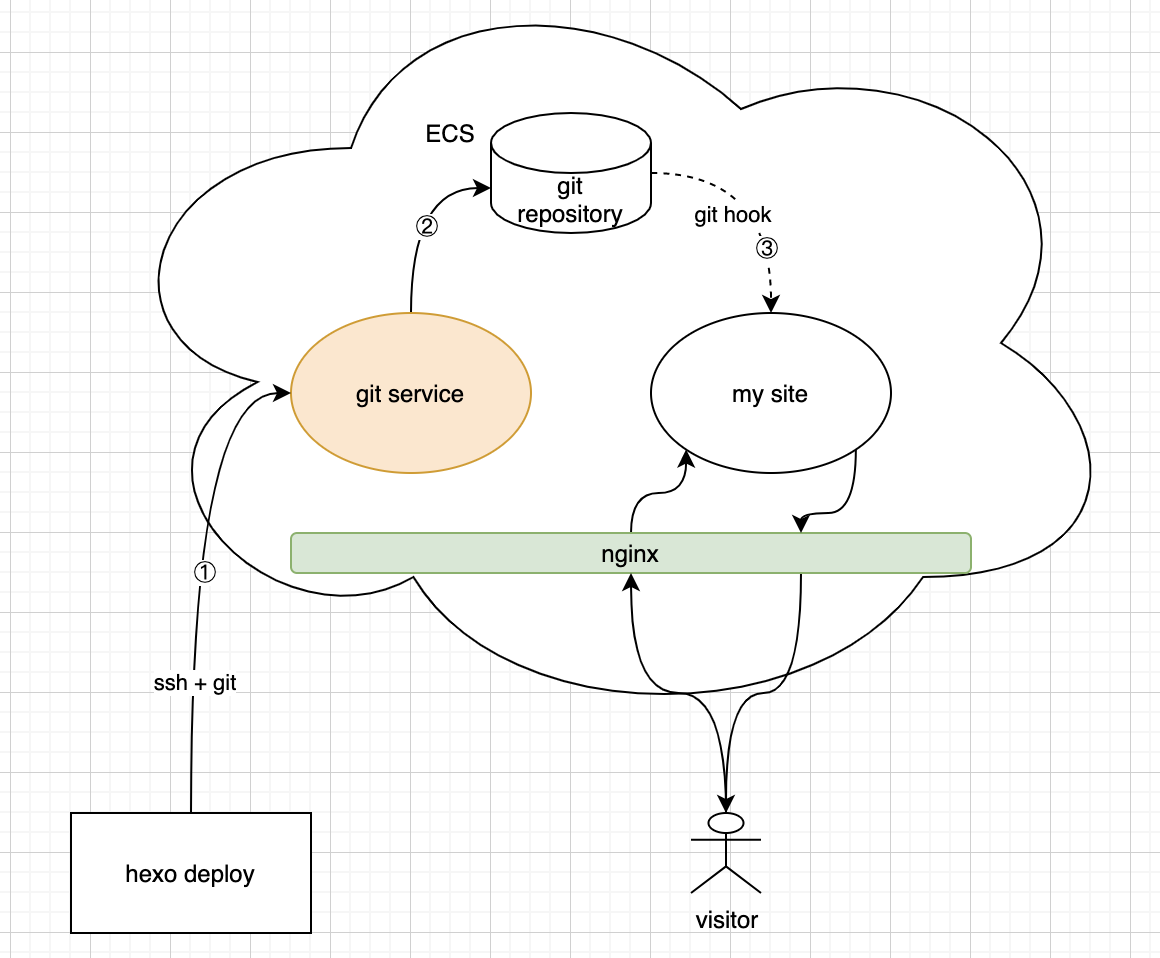 ECS
git
repository
②
git hook
③
git service
my site
nginx
①
ssh + git
hexo deploy
visitor